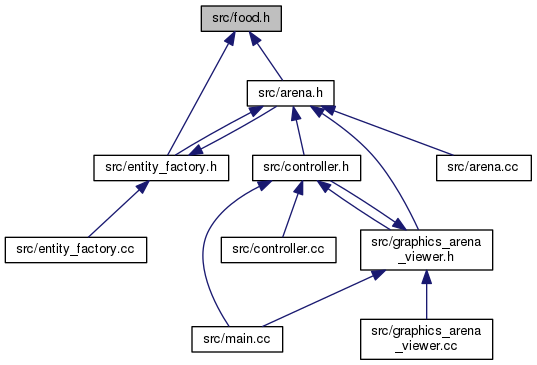 src/food.h
src/arena.h
src/entity_factory.h
src/controller.h
src/arena.cc
src/entity_factory.cc
src/controller.cc
src/graphics_arena
_viewer.h
src/main.cc
src/graphics_arena
_viewer.cc